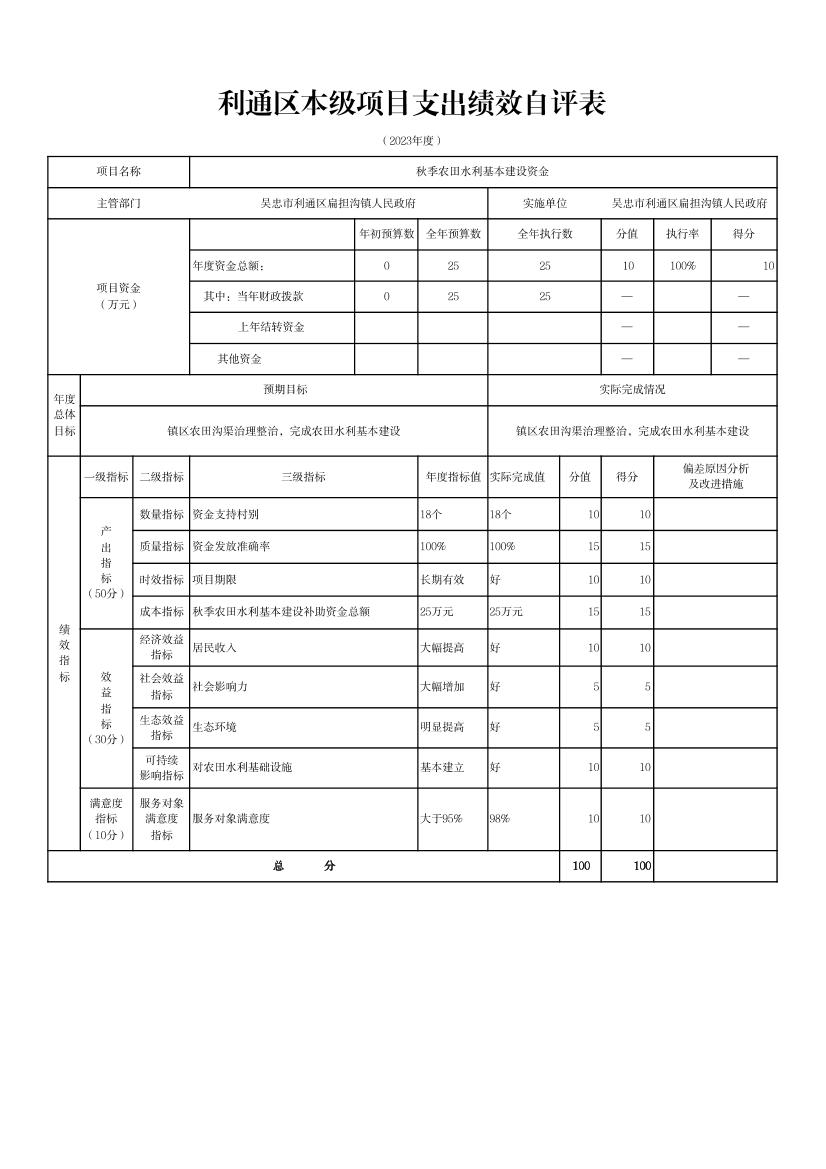 利通区本级项目支出绩效自评表
（2023年度）
项目名称 秋季农田水利基本建设资金
主管部门 吴忠市利通区扁担沟镇人民政府 实施单位 吴忠市利通区扁担沟镇人民政府
项目资金
（万元）
年初预算数 全年预算数 全年执行数 分值 执行率 得分
年度资金总额： 0 25 25 10 100% 10
其中：当年财政拨款 0 25 25 — —
上年结转资金 — —
其他资金 — —
年度
总体
目标
预期目标 实际完成情况
镇区农田沟渠治理整治，完成农田水利基本建设 镇区农田沟渠治理整治，完成农田水利基本建设
绩
效
指
标
一级指标 二级指标 三级指标 年度指标值 实际完成值 分值 得分 偏差原因分析
及改进措施
产
出
指
标
（50分）
数量指标 资金支持村别 18个 18个 10 10
质量指标 资金发放准确率 100% 100% 15 15
时效指标 项目期限 长期有效 好 10 10
成本指标 秋季农田水利基本建设补助资金总额 25万元 25万元 15 15
效
益
指
标
（30分）
经济效益
指标 居民收入 大幅提高 好 10 10
社会效益
指标 社会影响力 大幅增加 好 5 5
生态效益
指标 生态环境 明显提高 好 5 5
可持续
影响指标 对农田水利基础设施 基本建立 好 10 10
满意度
指标
（10分）
服务对象
满意度
指标 服务对象满意度 大于95% 98% 10 10
总 分 100 100